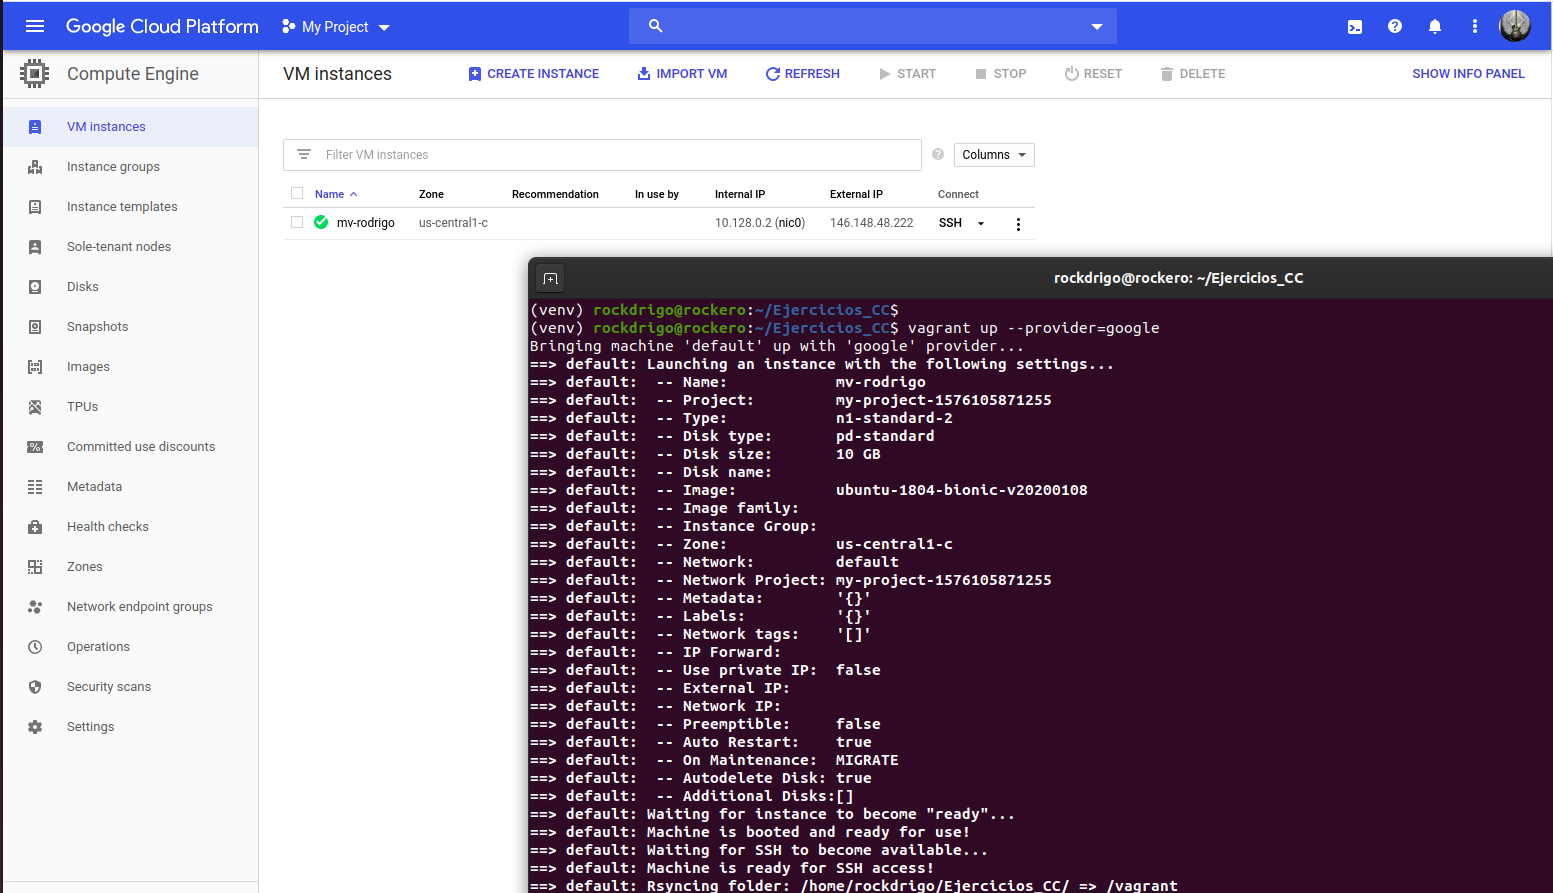 Google Cloud Platform My Project
Compute Engine
VM instances
Instance groups
Instance templates
Sole-tenant nodes
Disks
Snapshots
Images
TPUs
Committed use discounts
Metadata
Health checks
Zones
Network endpoint groups
Operations
Security scans
Settings
VM instances CREATE INSTANCE IMPORT VM REFRESH START STOP RESET DELETE SHOW INFO PANEL
Filter VM instances Columns
Name Zone Recommendation In use by Internal IP External IP Connect
mv-rodrigo us-central1-c 10.128.0.2 (nic0) 146.148.48.222 SSH
rockdrigo@rockero: ~/Ejercicios_CC
(venv) rockdrigo@rockero:~/Ejercicios_CC$
(venv) rockdrigo@rockero:~/Ejercicios_CC$ vagrant up --provider=google
Bringing machine 'default' up with 'google' provider...
==> default: Launching an instance with the following settings...
==> default:  -- Name:            mv-rodrigo
==> default:  -- Project:         my-project-1576105871255
==> default:  -- Type:            n1-standard-2
==> default:  -- Disk type:       pd-standard
==> default:  -- Disk size:       10 GB
==> default:  -- Disk name:
==> default:  -- Image:           ubuntu-1804-bionic-v20200108
==> default:  -- Image family:
==> default:  -- Instance Group:
==> default:  -- Zone:            us-central1-c
==> default:  -- Network:         default
==> default:  -- Network Project: my-project-1576105871255
==> default:  -- Metadata:        '{}'
==> default:  -- Labels:          '{}'
==> default:  -- Network tags:    '[]'
==> default:  -- IP Forward:
==> default:  -- Use private IP:  false
==> default:  -- External IP:
==> default:  -- Network IP:
==> default:  -- Preemptible:     false
==> default:  -- Auto Restart:    true
==> default:  -- On Maintenance:  MIGRATE
==> default:  -- Autodelete Disk: true
==> default:  -- Additional Disks:[]
==> default: Waiting for instance to become "ready"...
==> default: Machine is booted and ready for use!
==> default: Waiting for SSH to become available...
==> default: Machine is ready for SSH access!
==> default: Rsyncing folder: /home/rockdrigo/Ejercicios_CC/ => /vagrant